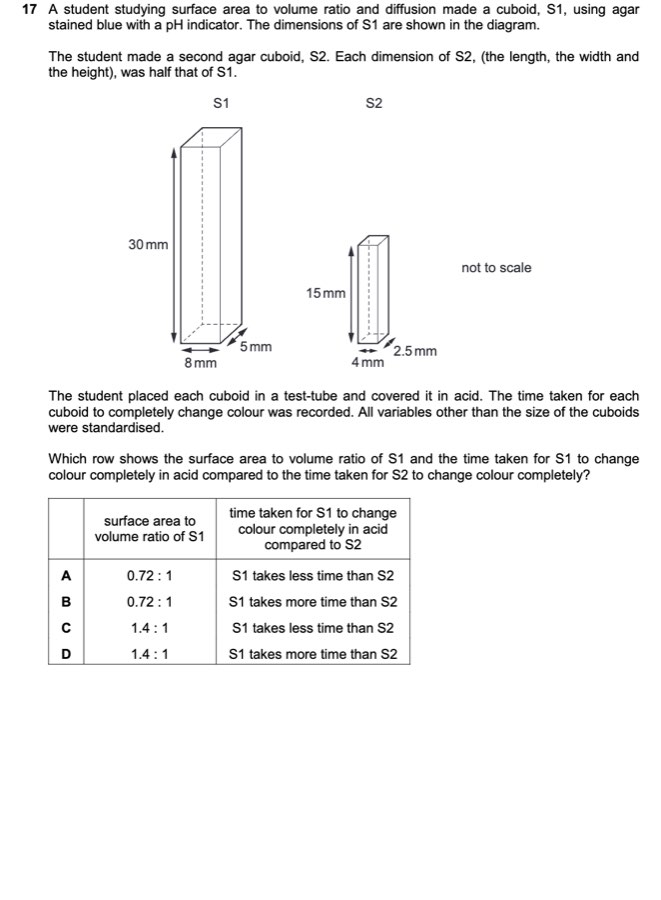 17 A student studying surface area to volume ratio and diffusion made a cuboid, S1, using agar
stained blue with a pH indicator. The dimensions of S1 are shown in the diagram.
The student made a second agar cuboid, S2. Each dimension of S2, (the length, the width and
the height), was half that of S1.
S1 S2
30 mm
not to scale
15 mm
5 mm
2.5 mm
8 mm
4 mm
The student placed each cuboid in a test-tube and covered it in acid. The time taken for each
cuboid to completely change colour was recorded. All variables other than the size of the cuboids
were standardised.
Which row shows the surface area to volume ratio of S1 and the time taken for S1 to change
colour completely in acid compared to the time taken for S2 to change colour completely?
surface area to
volume ratio of S1
time taken for S1 to change
colour completely in acid
compared to S2
A 0.72 : 1 S1 takes less time than S2
B 0.72 : 1 S1 takes more time than S2
C 1.4 : 1 S1 takes less time than S2
D 1.4 : 1 S1 takes more time than S2